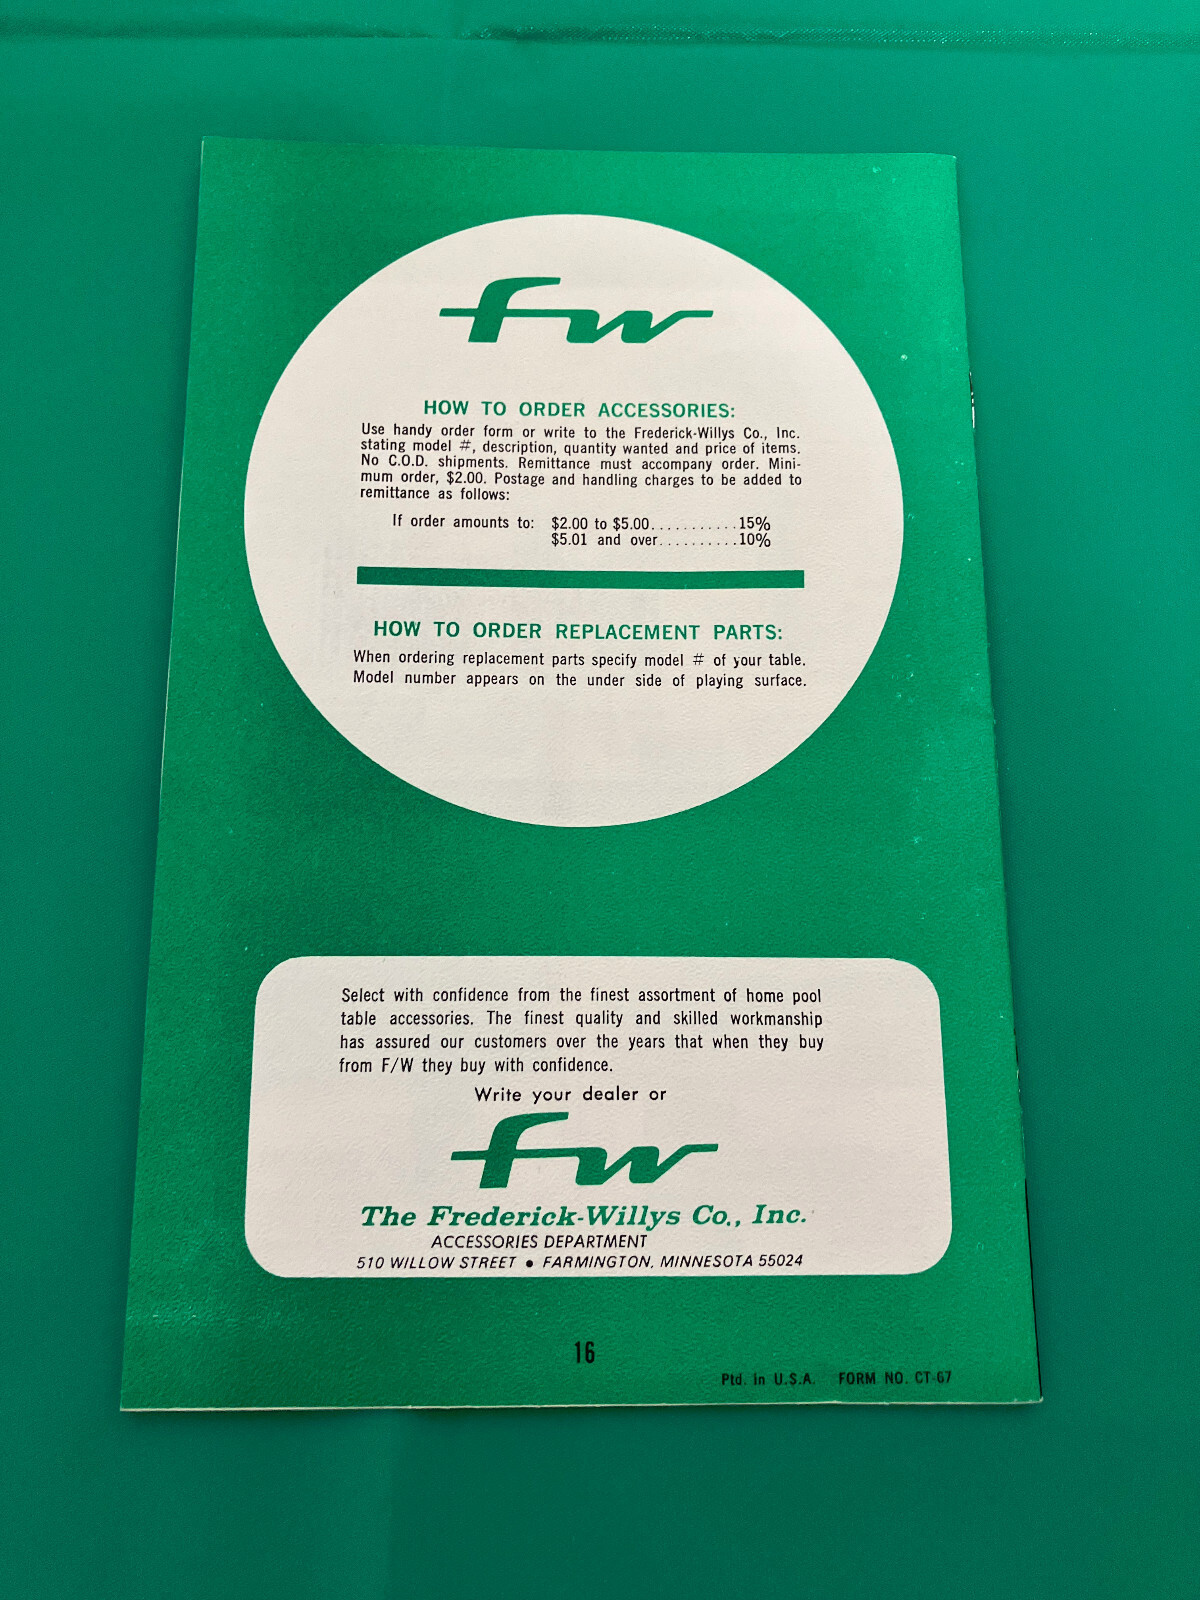 fw
HOW TO ORDER ACCESSORIES:
Use handy order form or write to the Frederick-Willys Co., Inc.
stating model #, description, quantity wanted and price of items.
No C.O.D. shipments. Remittance must accompany order. Mini-
mum order, $2.00. Postage and handling charges to be added to
remittance as follows:
If order amounts to: $2.00 to $5.00...........15%
$5.01 and over..........10%
HOW TO ORDER REPLACEMENT PARTS:
When ordering replacement parts specify model # of your table.
Model number appears on the under side of playing surface.
Select with confidence from the finest assortment of home pool
table accessories. The finest quality and skilled workmanship
has assured our customers over the years that when they buy
from F/W they buy with confidence.
Write your dealer or
fw
The Frederick-Willys Co., Inc.
ACCESSORIES DEPARTMENT
510 WILLOW STREET • FARMINGTON, MINNESOTA 55024
16
Ptd. in U.S.A. FORM NO. CT-67